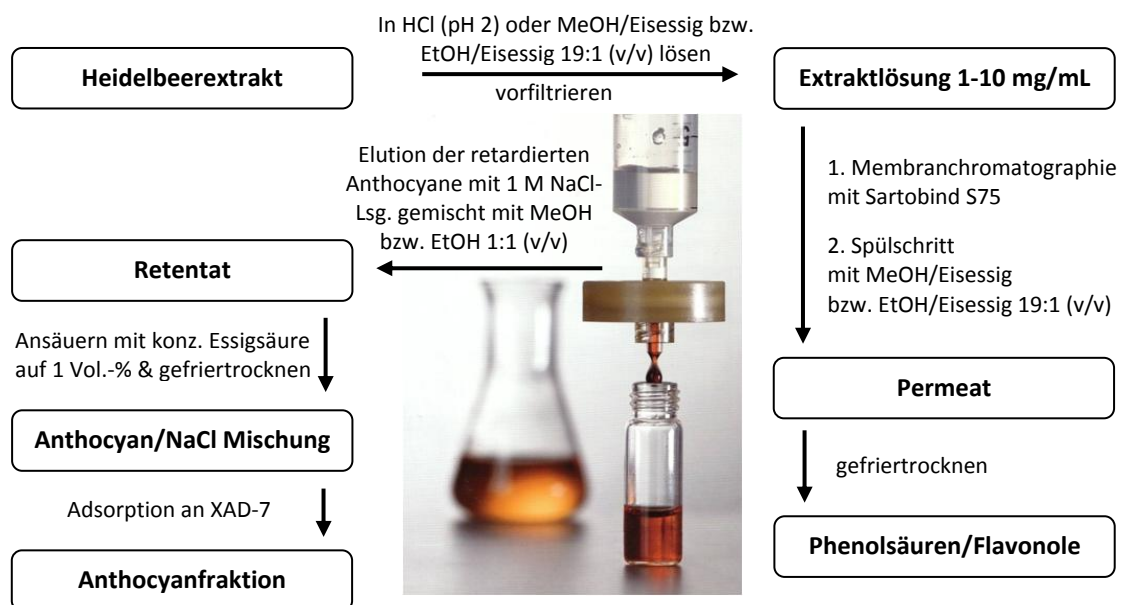 In HCl (pH 2) oder MeOH/Eisessig bzw.
EtOH/Eisessig 19:1 (v/v) lösen
Heidelbeerextrakt
vorfiltrieren
Extraktlösung 1-10 mg/mL
1. Membranchromatographie
mit Sartobind S75
2. Spülschritt
mit MeOH/Eisessig
bzw. EtOH/Eisessig 19:1 (v/v)
Elution der retardierten
Anthocyane mit 1 M NaCl-
Lsg. gemischt mit MeOH
bzw. EtOH 1:1 (v/v)
Retentat
Ansäuern mit konz. Essigsäure
auf 1 Vol.-% & gefriertrocknen
Anthocyan/NaCl Mischung
Adsorption an XAD-7
Anthocyanfraktion
Permeat
gefriertrocknen
Phenolsäuren/Flavonole